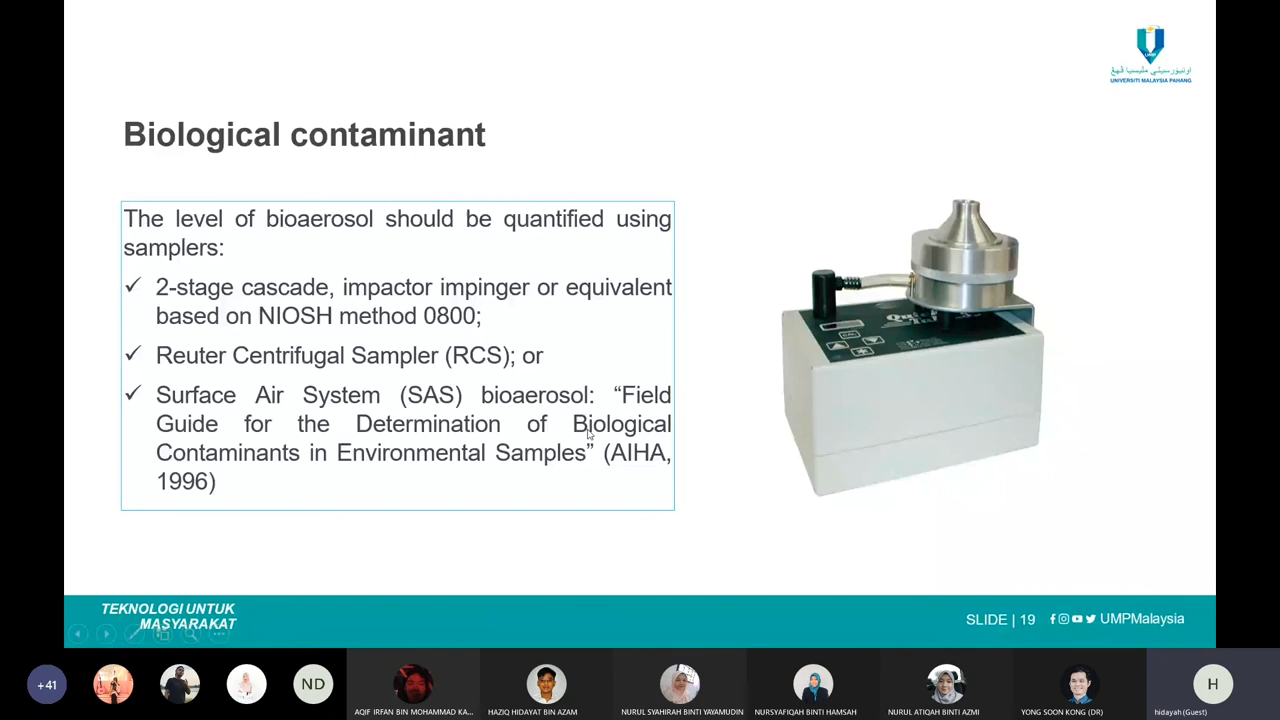 اونيۏرسيتي مليسيا ڤهڠ
UNIVERSITI MALAYSIA PAHANG
Biological contaminant
The level of bioaerosol should be quantified using
samplers:
✓ 2-stage cascade, impactor impinger or equivalent
based on NIOSH method 0800;
✓ Reuter Centrifugal Sampler (RCS); or
✓ Surface Air System (SAS) bioaerosol: “Field
Guide for the Determination of Biological
Contaminants in Environmental Samples” (AIHA,
1996)
TEKNOLOGI UNTUK
MASYARAKAT
SLIDE | 19
UMPMalaysia
+41
ND
H
AQIF IRFAN BIN MOHAMMAD KA...
HAZIQ HIDAYAT BIN AZAM
NURUL SYAHIRAH BINTI YAYAMUDIN
NURSYAFIQAH BINTI HAMSAH
NURUL ATIQAH BINTI AZMI
YONG SOON KONG (DR)
hidayah (Guest)